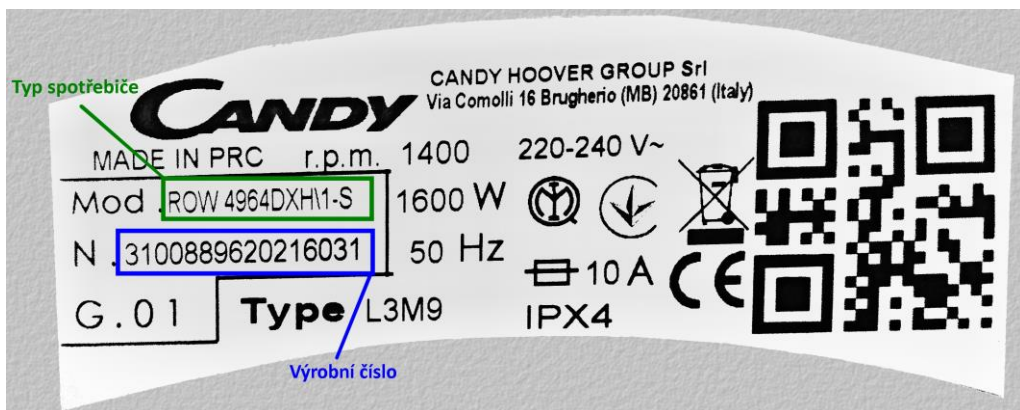 Typ spotřebiče
CANDY
CANDY HOOVER GROUP Srl
Via Comolli 16 Brugherio (MB) 20861 (Italy)
MADE IN PRC r.p.m. 1400 220-240 V~
Mod. ROW 4964DXH\1-S 1600 W
N. 3100889620216031 50 Hz
10 A CE
G.01 Type L3M9 IPX4
Výrobní číslo